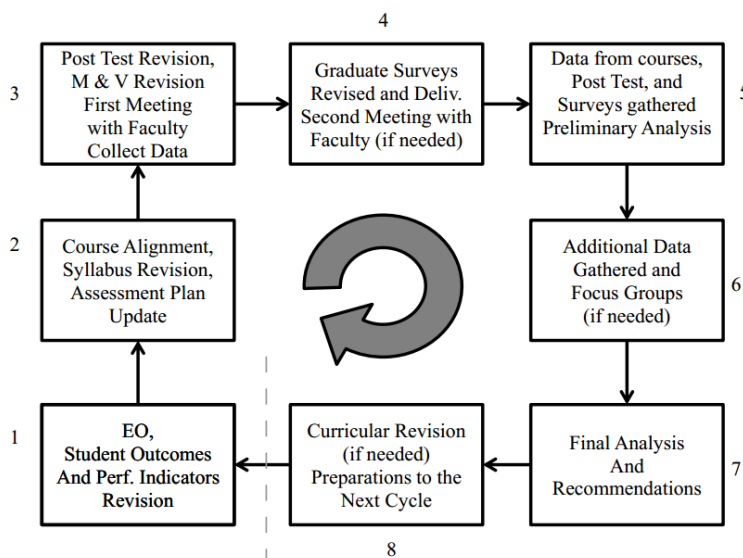 4
3
Post Test Revision,
M & V Revision
First Meeting
with Faculty
Collect Data
Graduate Surveys
Revised and Deliv.
Second Meeting with
Faculty (if needed)
Data from courses,
Post Test, and
Surveys gathered
Preliminary Analysis
5
2
Course Alignment,
Syllabus Revision,
Assessment Plan
Update
Additional Data
Gathered and
Focus Groups
(if needed)
6
1
EO,
Student Outcomes
And Perf. Indicators
Revision
Curricular Revision
(if needed)
Preparations to the
Next Cycle
Final Analysis
And
Recommendations
7
8